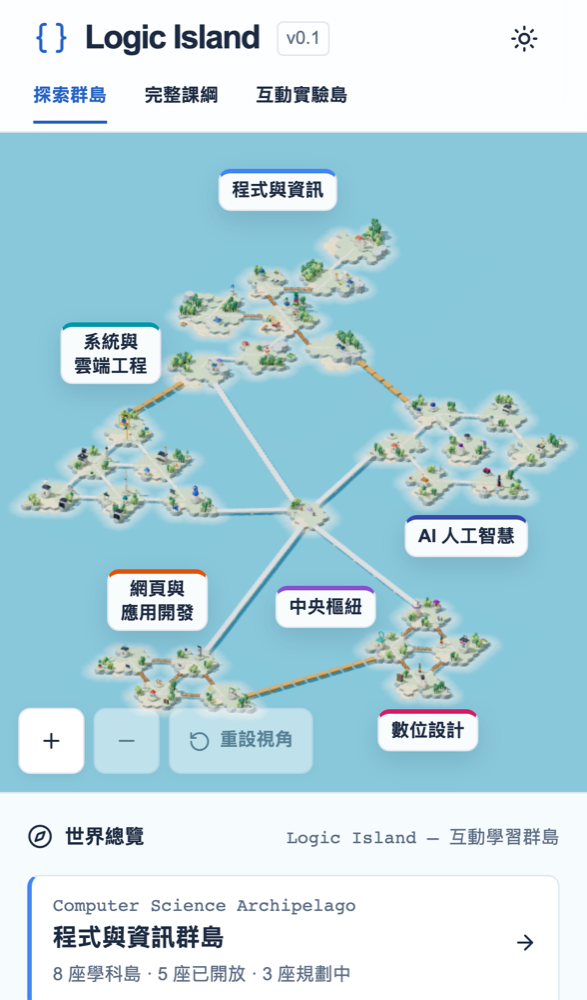 { } Logic Island v0.1
探索群島 完整課綱 互動實驗島
程式與資訊
系統與
雲端工程
AI 人工智慧
網頁與
應用開發
中央樞紐
數位設計
+ − 重設視角
世界總覽 Logic Island — 互動學習群島
Computer Science Archipelago
程式與資訊群島
8 座學科島 · 5 座已開放 · 3 座規劃中